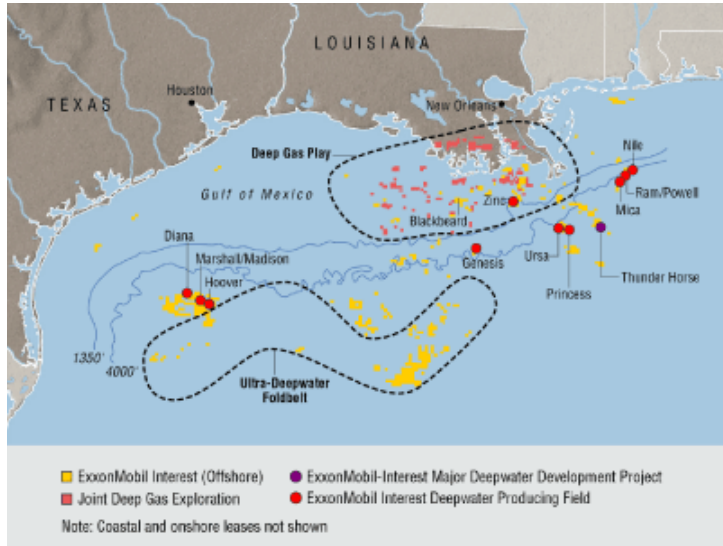 LOUISIANA
Houston
TEXAS
New Orleans
Deep Gas Play
Nile
Gulf of Mexico
Zinc
Ram/Powell
Mica
Blackbeard
Diana
Marshall/Madison
Hoover
Genesis
Ursa
Princess
Thunder Horse
1350'
4000'
Ultra-Deepwater
Foldbelt
ExxonMobil Interest (Offshore)
ExxonMobil-Interest Major Deepwater Development Project
Joint Deep Gas Exploration
ExxonMobil Interest Deepwater Producing Field
Note: Coastal and onshore leases not shown